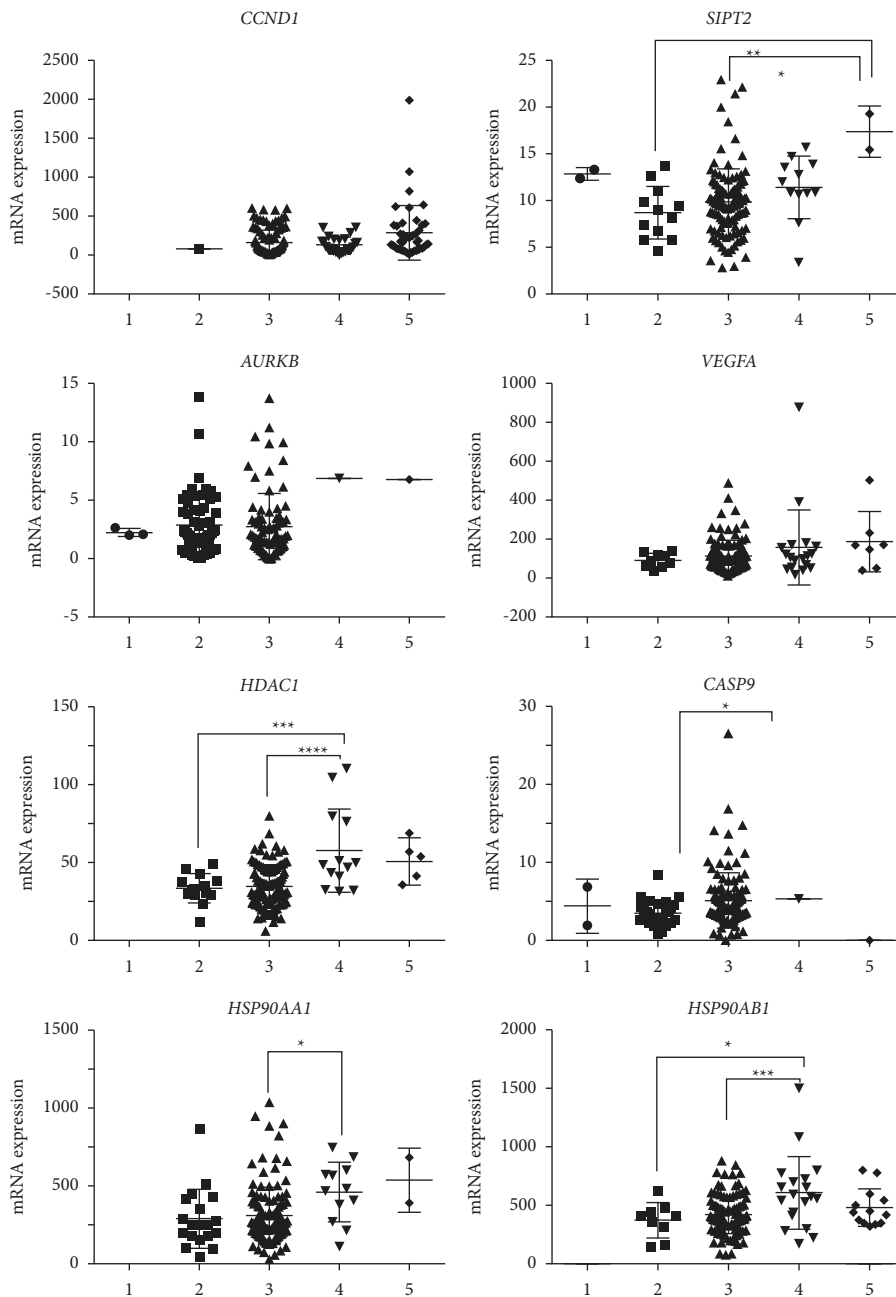 CCND1
mRNA expression
2500
2000
1500
1000
500
0
-500
1 2 3 4 5
SIPT2
mRNA expression
25
20
15
10
5
0
**
*
1 2 3 4 5
AURKB
mRNA expression
15
10
5
0
-5
1 2 3 4 5
VEGFA
mRNA expression
1000
800
600
400
200
0
-200
1 2 3 4 5
HDAC1
mRNA expression
150
100
50
0
***
****
1 2 3 4 5
CASP9
mRNA expression
30
20
10
0
*
1 2 3 4 5
HSP90AA1
mRNA expression
1500
1000
500
0
*
1 2 3 4 5
HSP90AB1
mRNA expression
2000
1500
1000
500
0
*
***
1 2 3 4 5